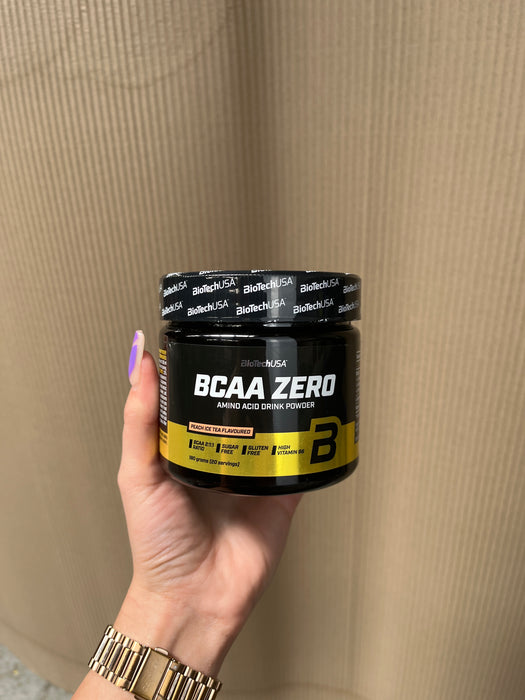 BioTechUSA BioTechUSA BioTechUSA BioTechUSA
BioTechUSA BioTechUSA BioTechUSA
BioTechUSA
BCAA ZERO
AMINO ACID DRINK POWDER
PEACH ICE TEA FLAVOURED
BCAA 2:1:1 RATIO
SUGAR FREE
GLUTEN FREE
HIGH VITAMIN B6
180 grams (20 servings)
B